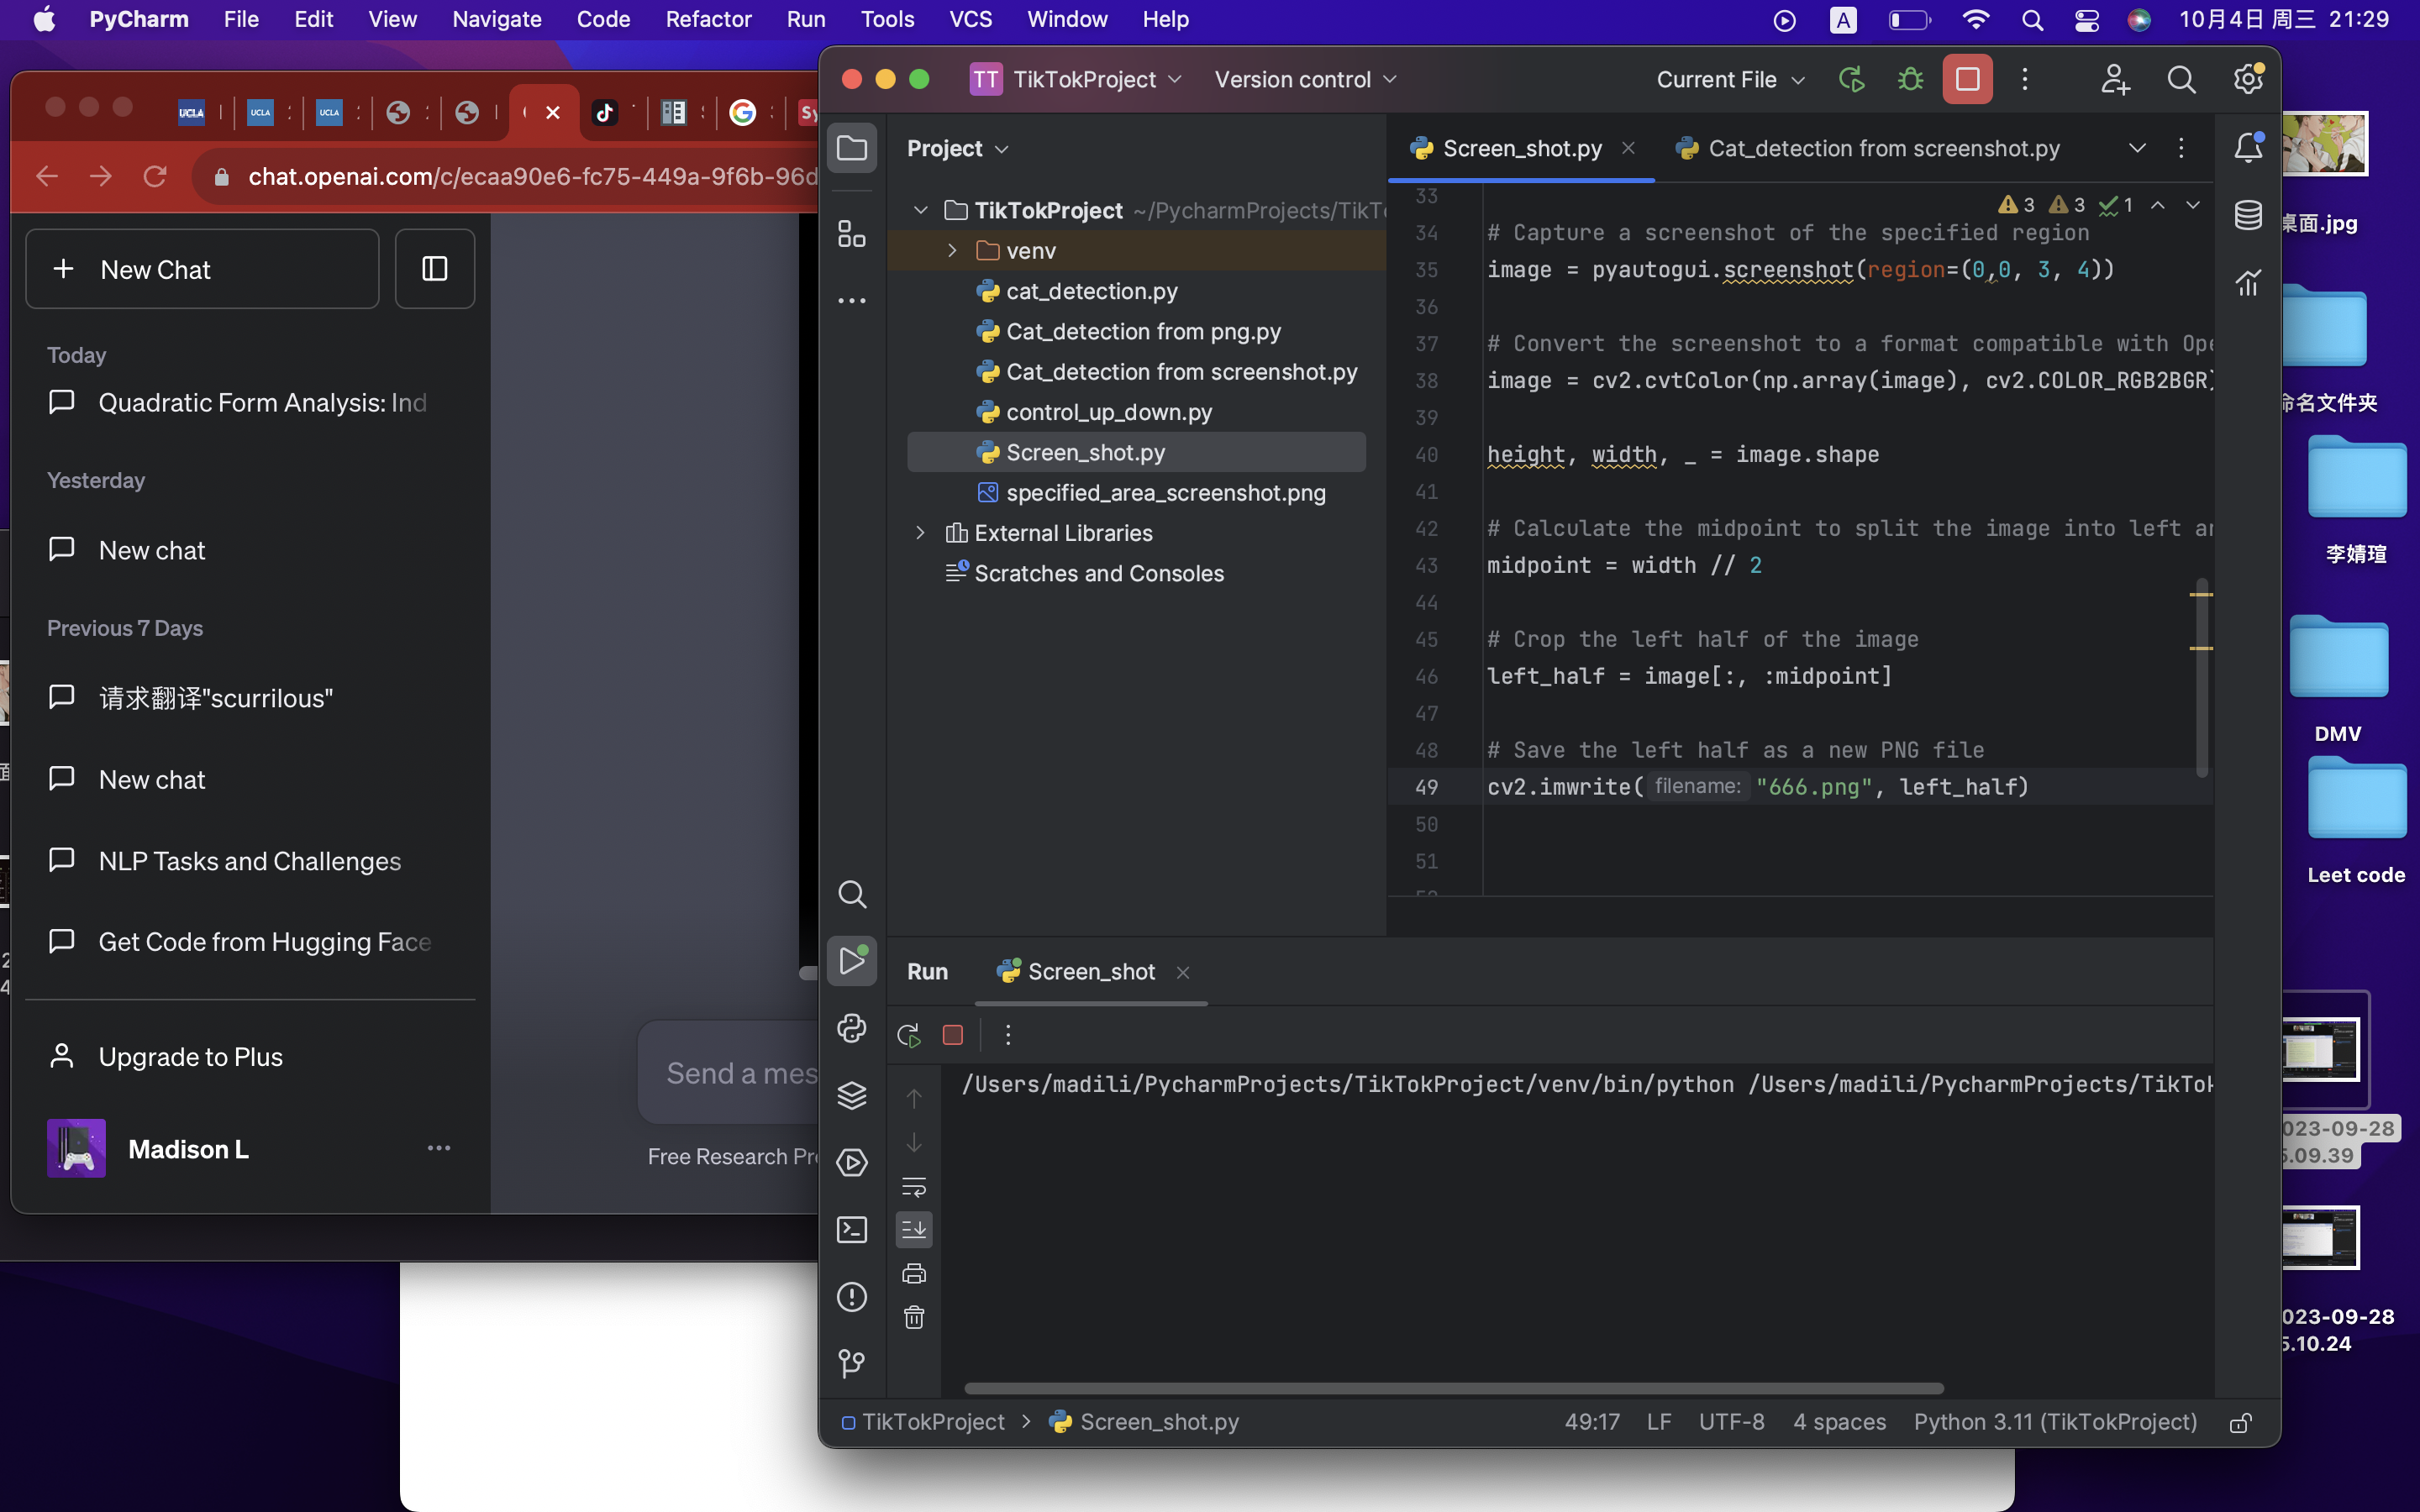 PyCharm File Edit View Navigate Code Refactor Run Tools VCS Window Help A 10月4日 周三 21:29
UCLA UCLA UCLA
chat.openai.com/c/ecaa90e6-fc75-449a-9f6b-96d
New Chat
Today
Quadratic Form Analysis: Ind
Yesterday
New chat
Previous 7 Days
请求翻译"scurrilous"
New chat
NLP Tasks and Challenges
Get Code from Hugging Face
Upgrade to Plus
Madison L
Send a mes
Free Research Pre
TT TikTokProject Version control Current File
Project
TikTokProject ~/PycharmProjects/TikTo
venv
cat_detection.py
Cat_detection from png.py
Cat_detection from screenshot.py
control_up_down.py
Screen_shot.py
specified_area_screenshot.png
External Libraries
Scratches and Consoles
Screen_shot.py Cat_detection from screenshot.py
3 3 1
33
34 # Capture a screenshot of the specified region
35 image = pyautogui.screenshot(region=(0,0, 3, 4))
36
37 # Convert the screenshot to a format compatible with Ope
38 image = cv2.cvtColor(np.array(image), cv2.COLOR_RGB2BGR)
39
40 height, width, _ = image.shape
41
42 # Calculate the midpoint to split the image into left an
43 midpoint = width // 2
44
45 # Crop the left half of the image
46 left_half = image[:, :midpoint]
47
48 # Save the left half as a new PNG file
49 cv2.imwrite( filename: "666.png", left_half)
50
51
Run Screen_shot
/Users/madili/PycharmProjects/TikTokProject/venv/bin/python /Users/madili/PycharmProjects/TikTok
TikTokProject > Screen_shot.py 49:17 LF UTF-8 4 spaces Python 3.11 (TikTokProject)
桌面.jpg
命名文件夹
李婧瑄
DMV
Leet code
023-09-28
5.09.39
023-09-28
5.10.24